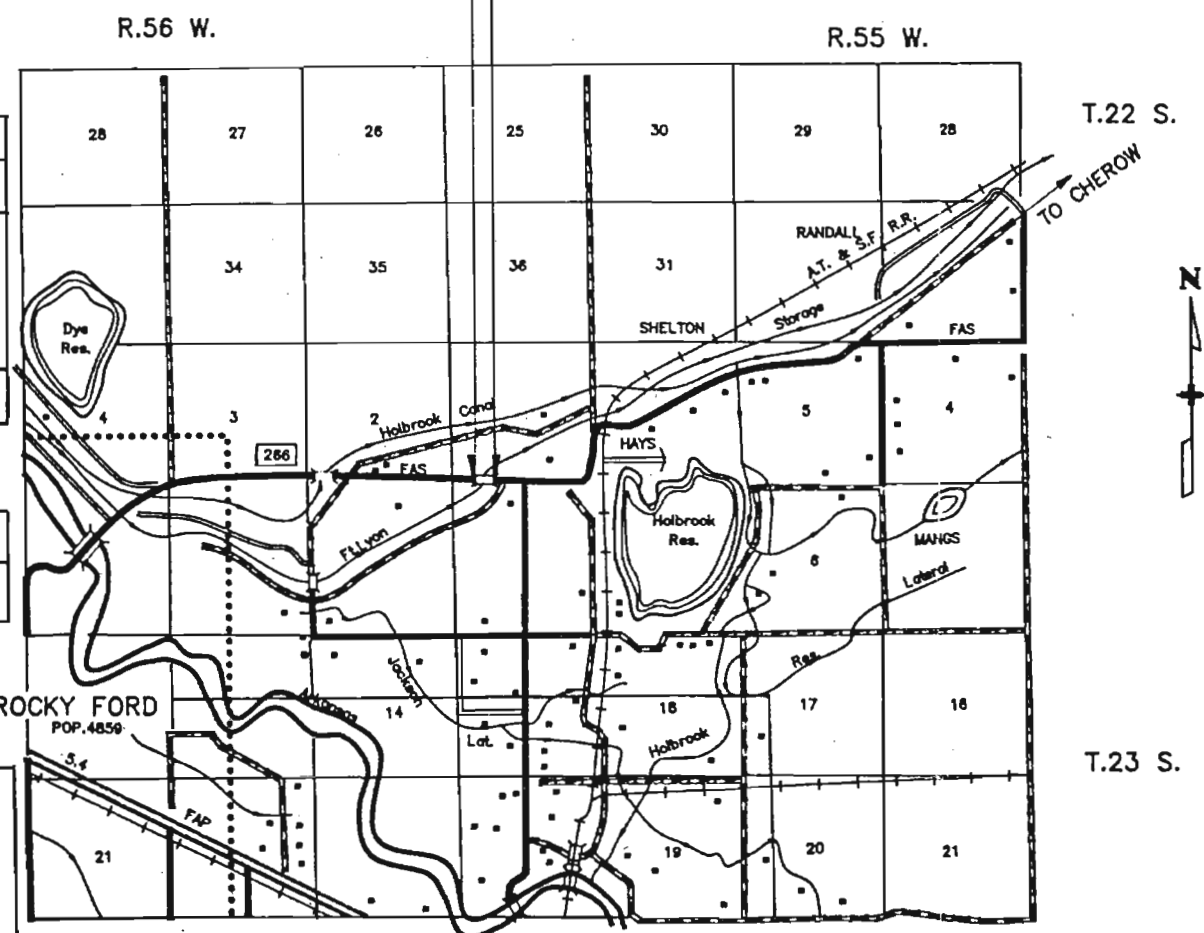 R.56 W.
R.55 W.
T.22 S.
28 27 26 25 30 29 28
TO CHEROW
RANDALL
A.T. & S.F. R.R.
34 35 36 31
N
Dye
Res.
SHELTON
Storage
FAS
4 3 2 5 4
Holbrook Canal
266
FAS
HAYS
Holbrook
Res.
Ft.Lyon
MANGS
6
Lateral
Jackson
Res.
ROCKY FORD
POP.4859
Arkansas
14
18
17
16
Lat.
Holbrook
T.23 S.
5.4
FAP
21
19
20
21